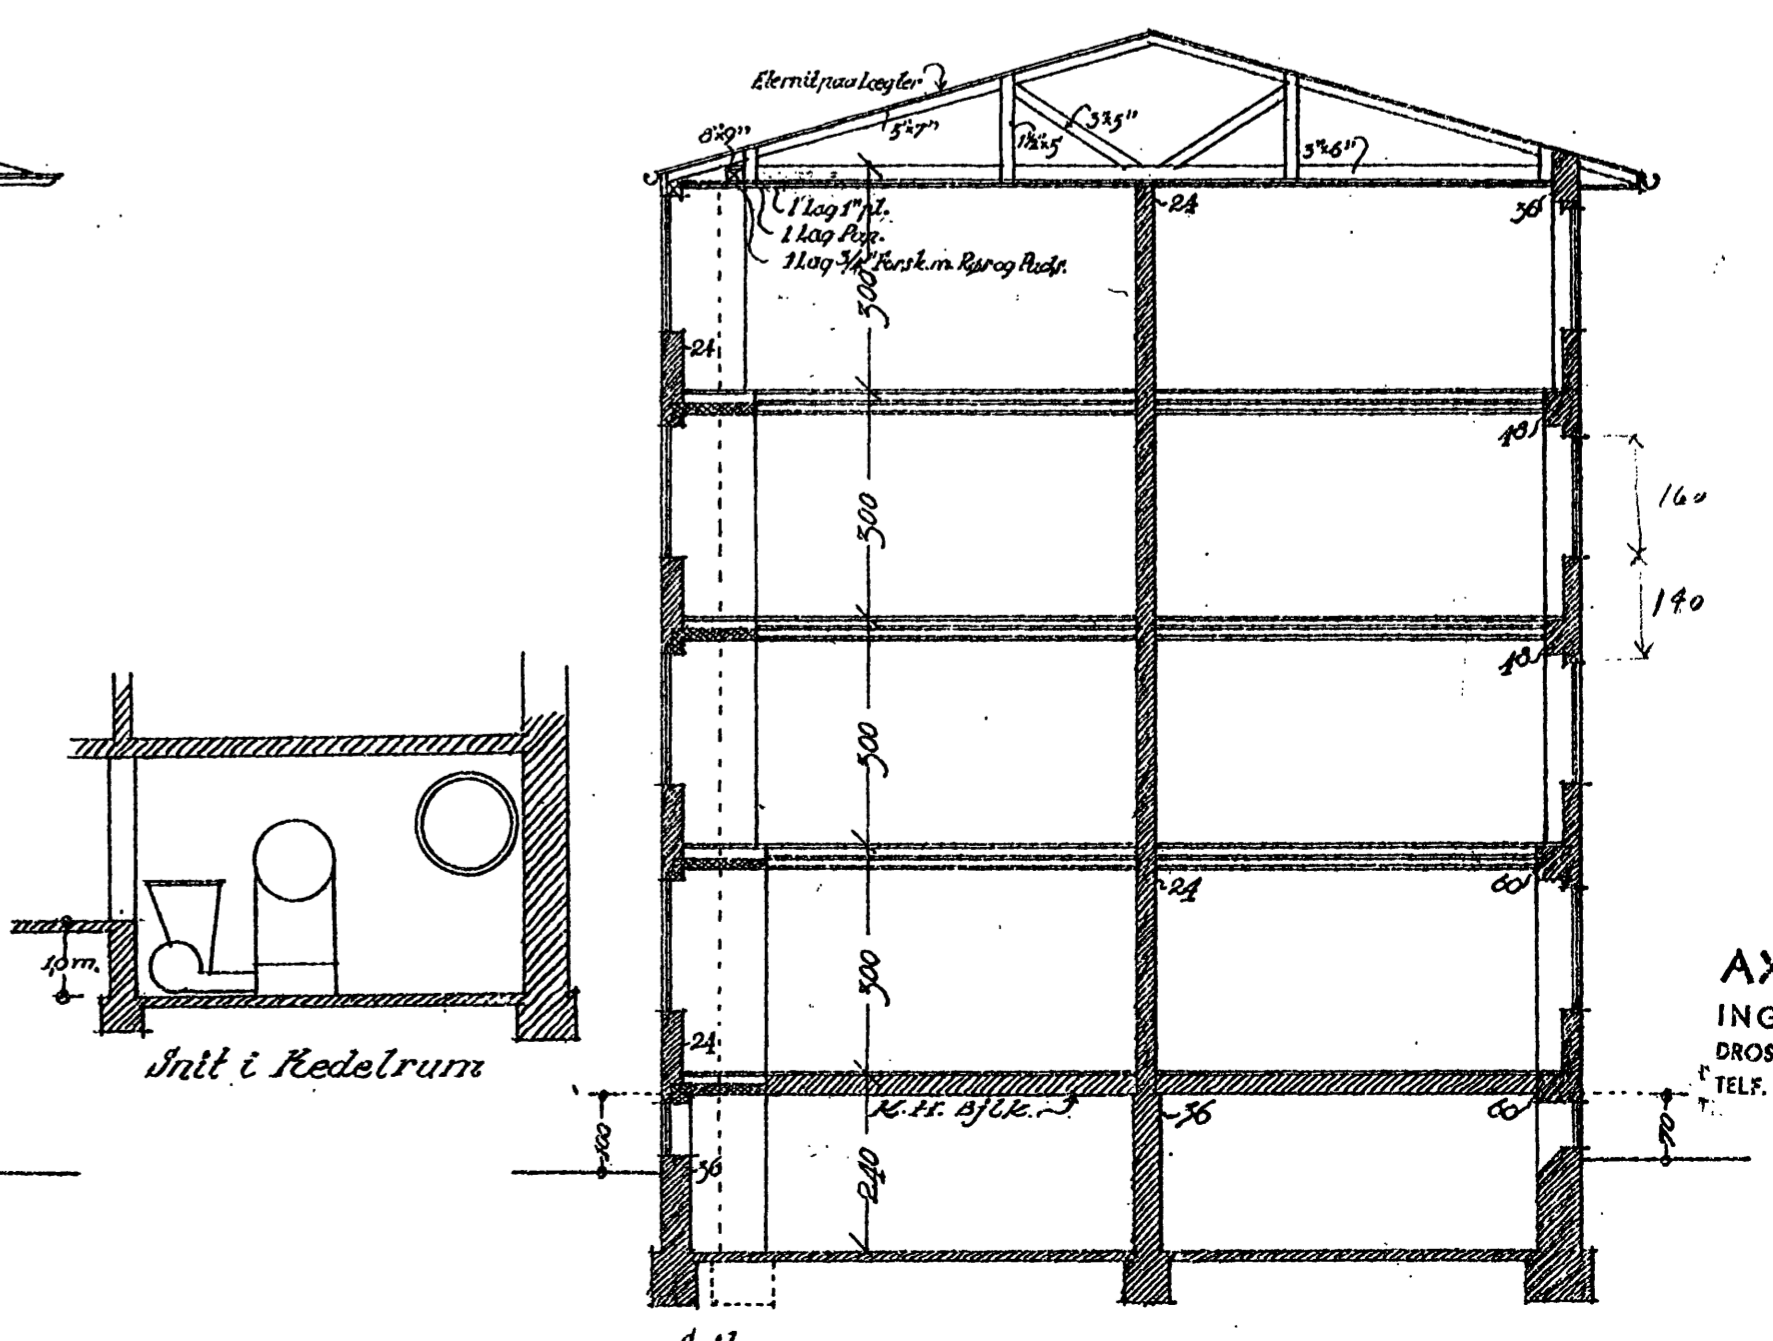 Eternit paa Lægter
8"x9"
5"x7"
1½"x5"
3"x5"
3"x6"
1 Lag 1" pl.
1 Lag Pap.
1 Lag ¾" Forsk. m. Rør og Puds.
24
36
300
24
48
160
300
140
48
300
24
60
300
24
K.H. Bjlk.
36
60
100
70
36
240
1,0 m.
Snit i Kedelrum
AX
ING
DROS
TELF.